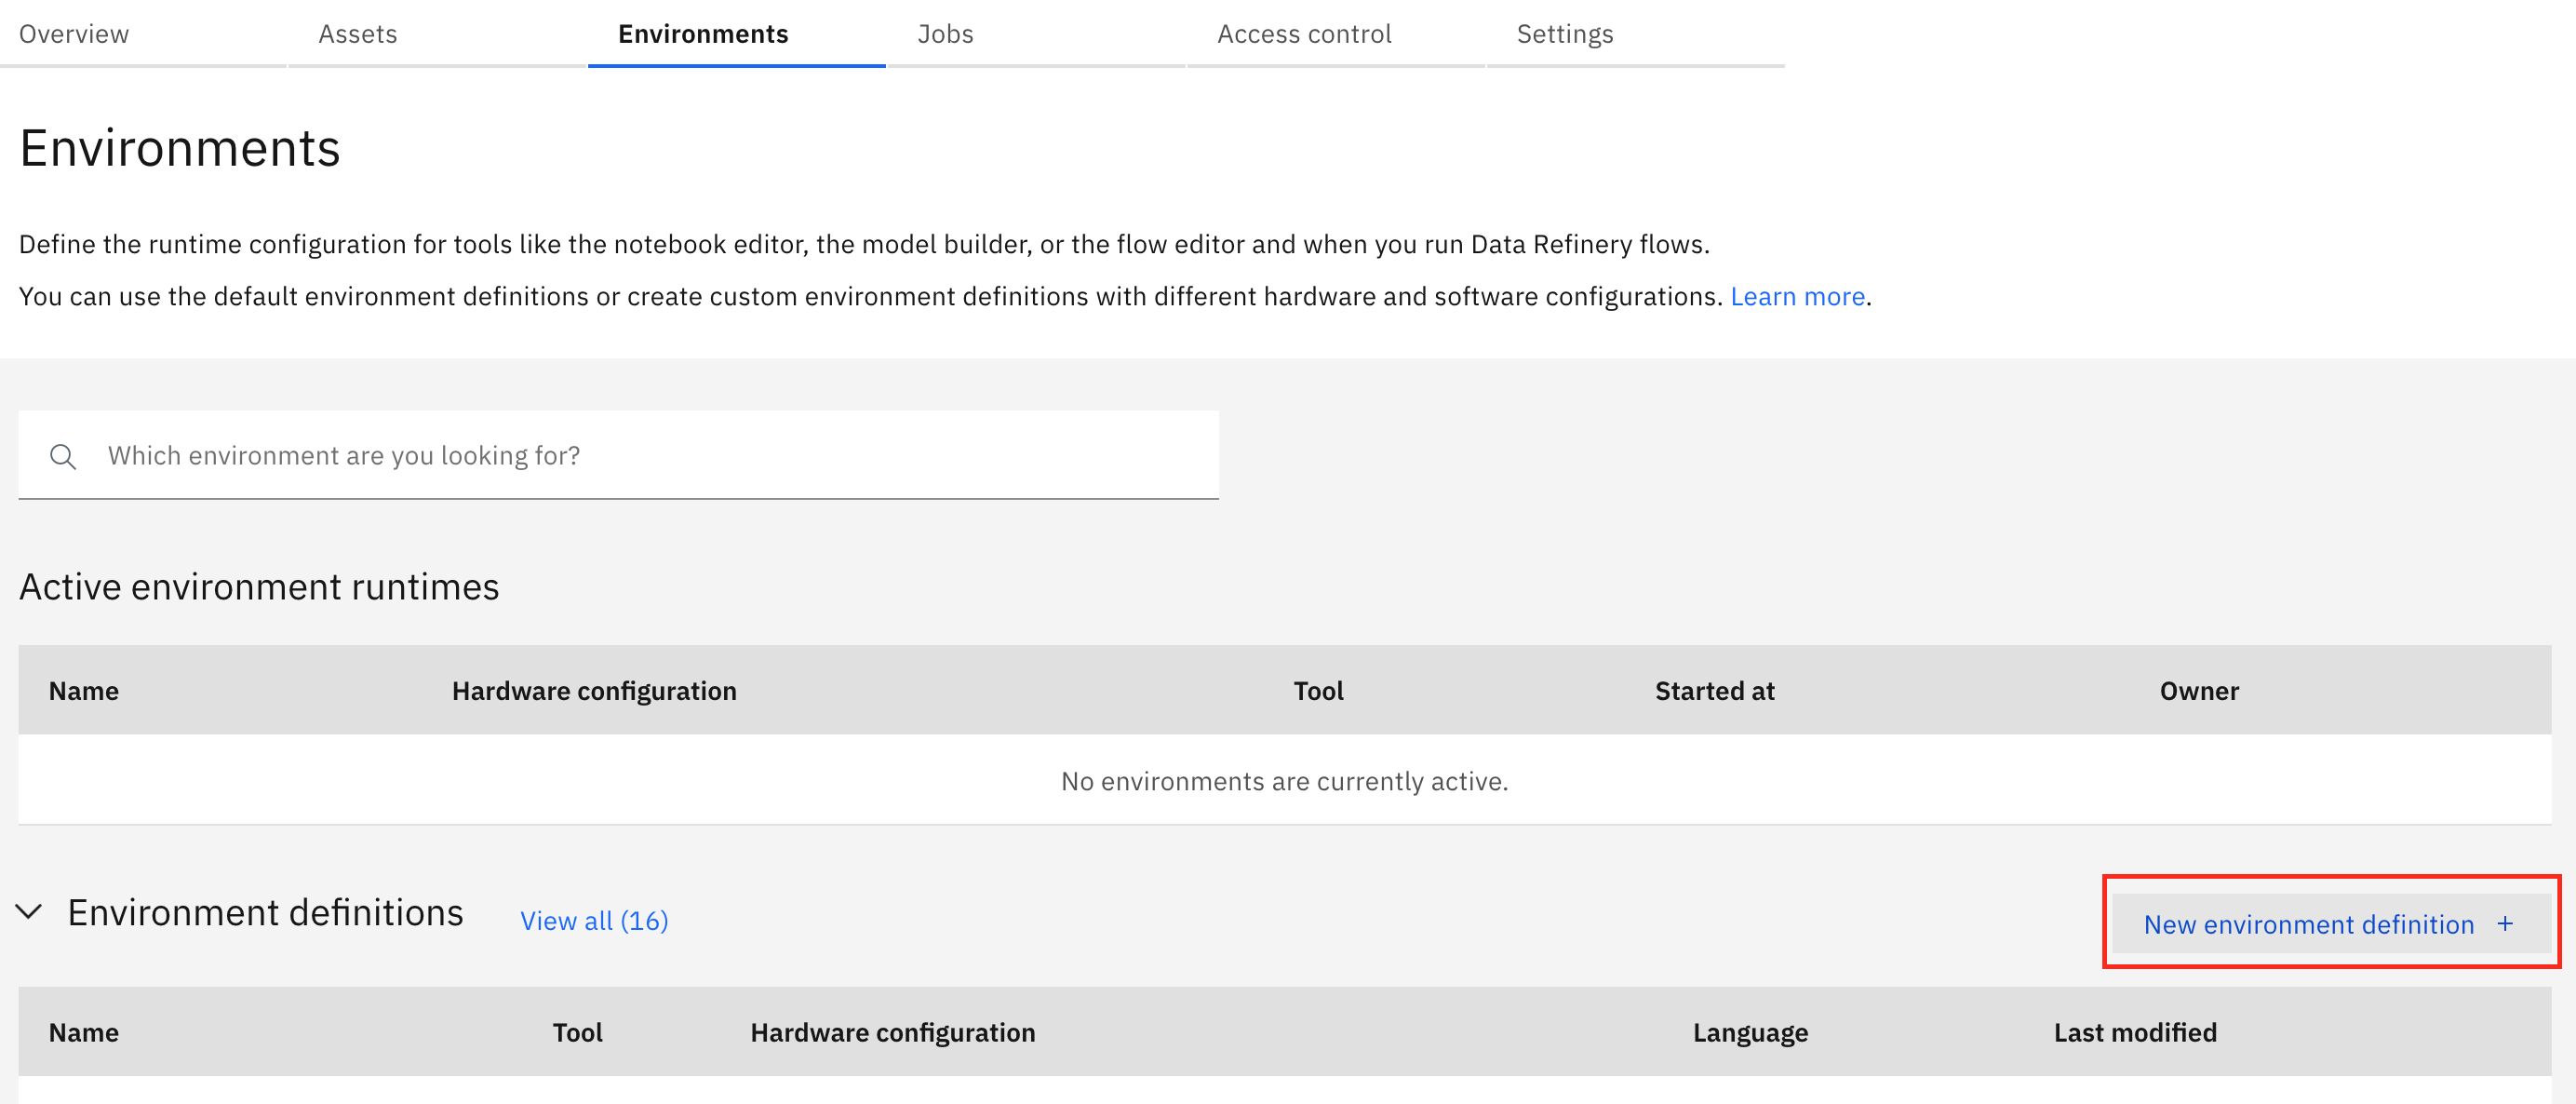 Overview Assets Environments Jobs Access control Settings
Environments
Define the runtime configuration for tools like the notebook editor, the model builder, or the flow editor and when you run Data Refinery flows.
You can use the default environment definitions or create custom environment definitions with different hardware and software configurations. Learn more.
Which environment are you looking for?
Active environment runtimes
Name Hardware configuration Tool Started at Owner
No environments are currently active.
Environment definitions View all (16) New environment definition +
Name Tool Hardware configuration Language Last modified